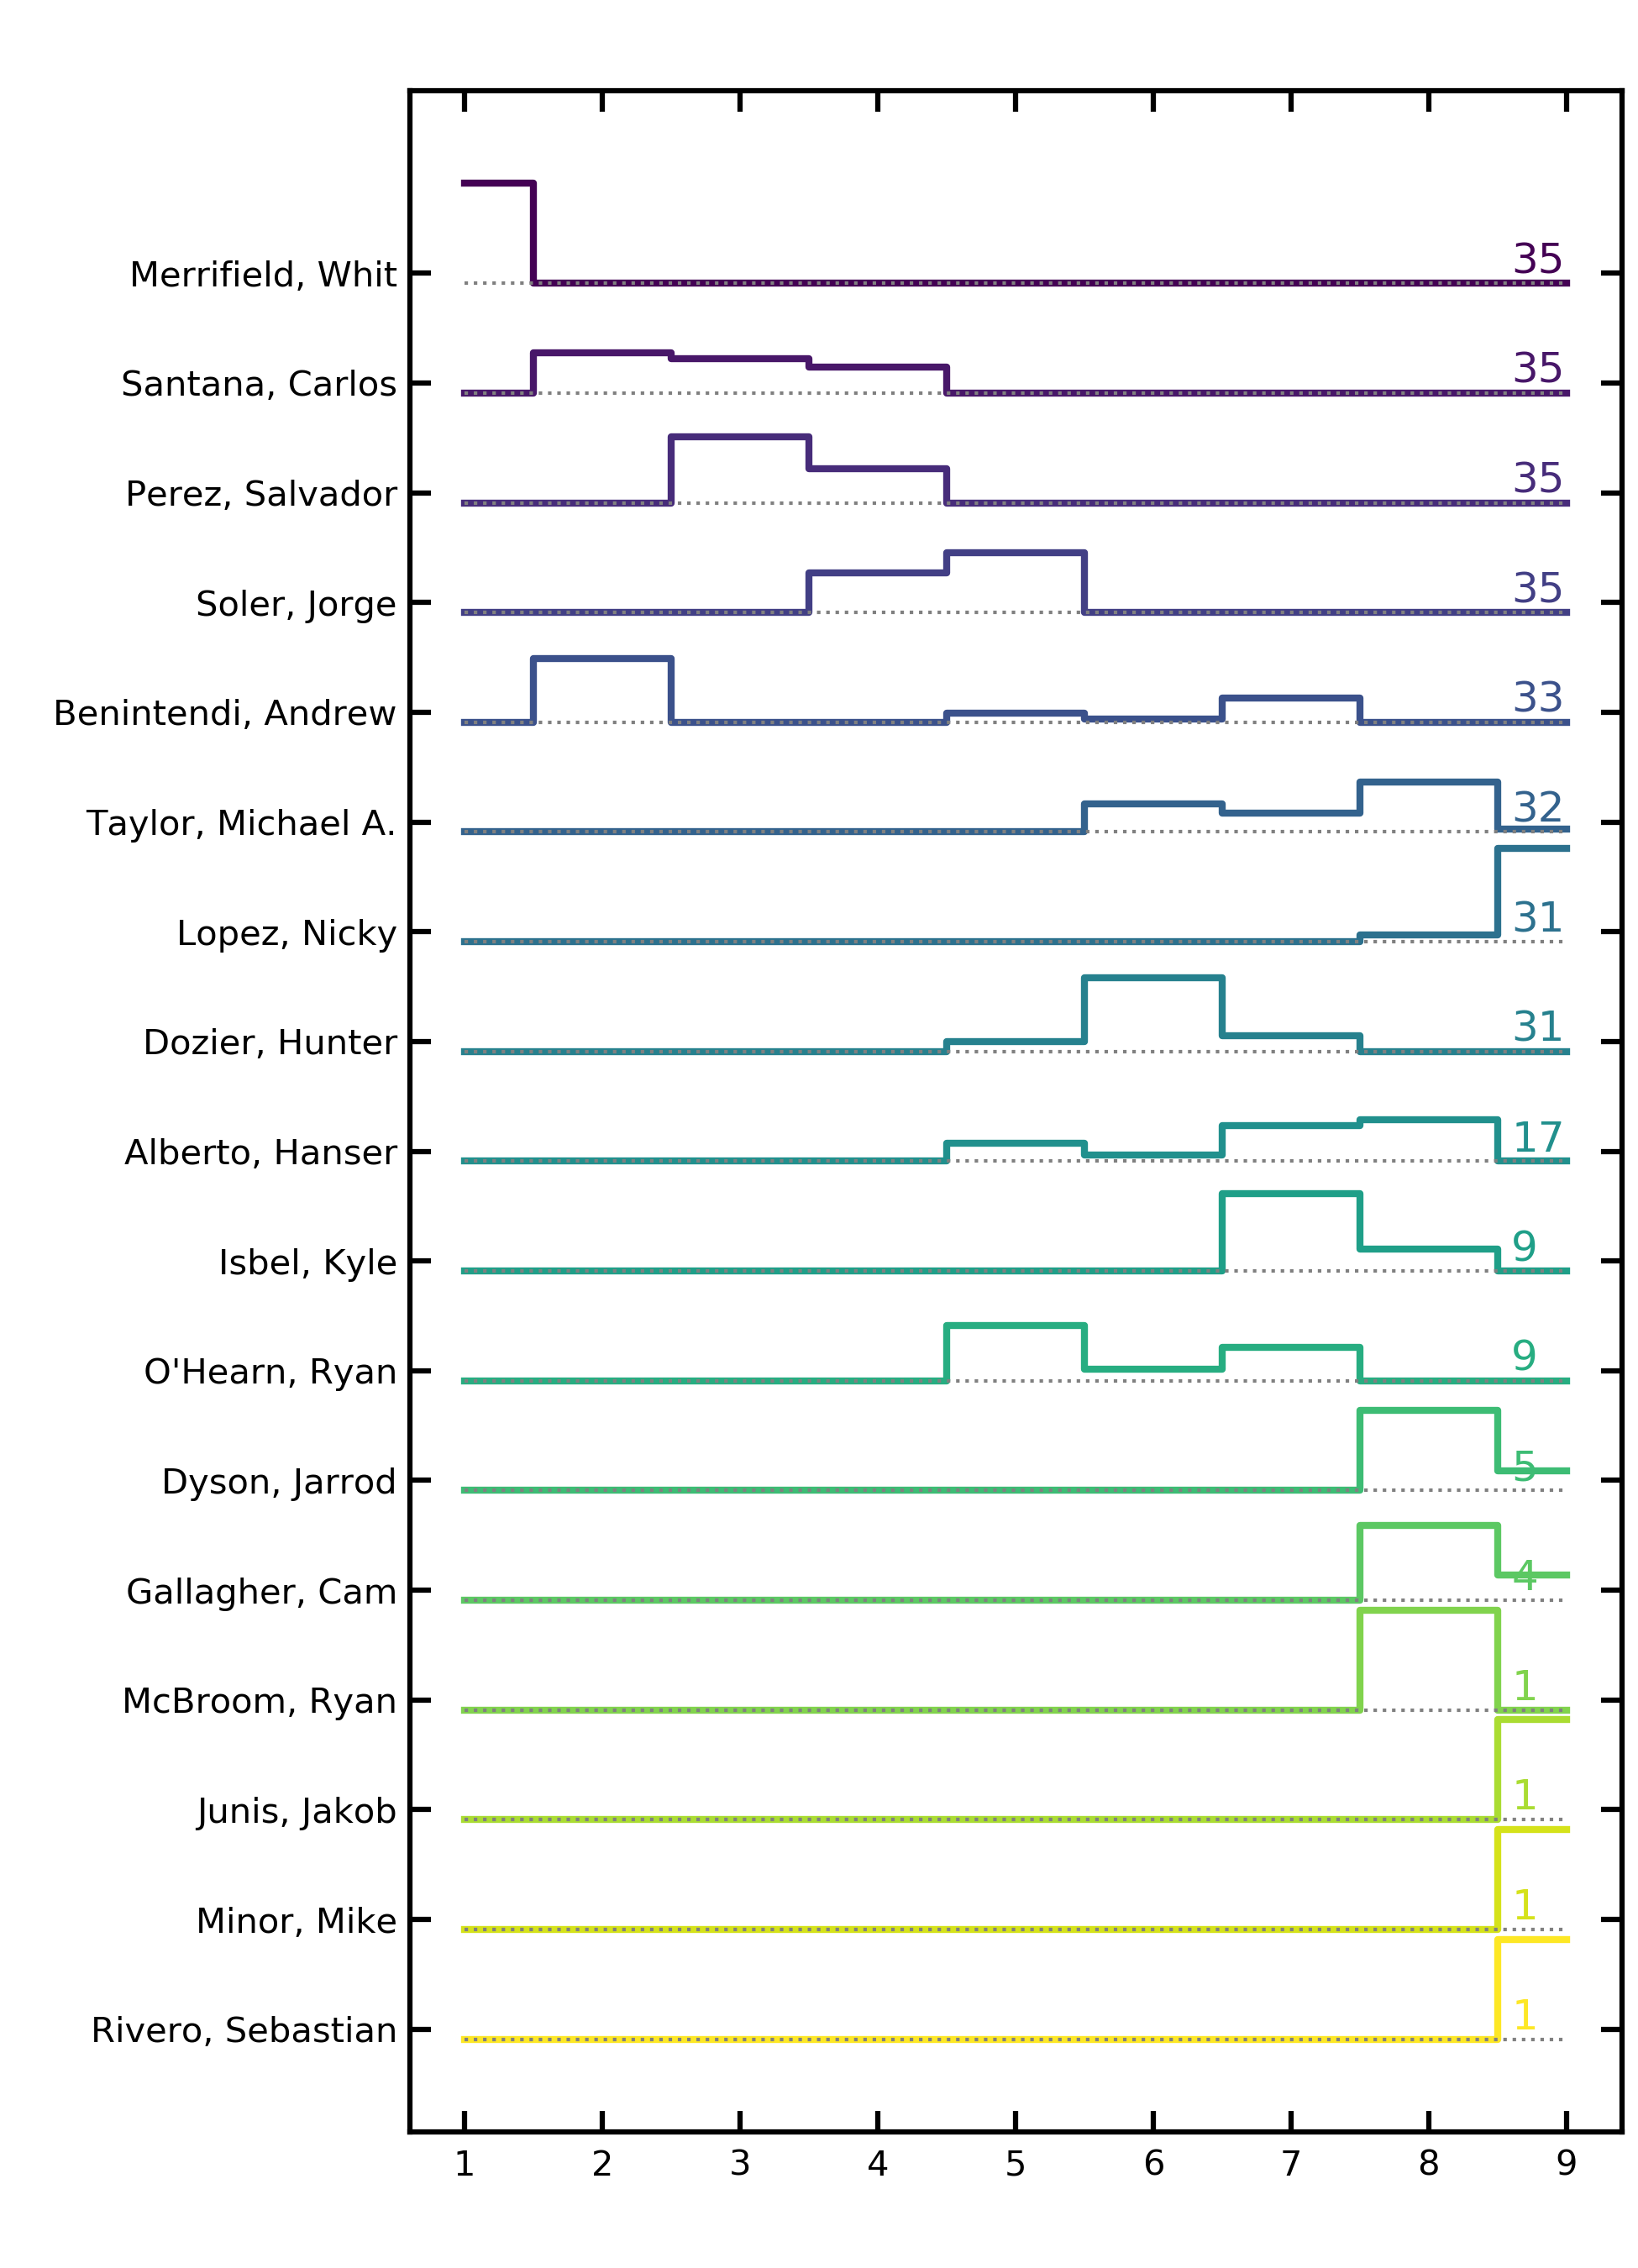 Merrifield, Whit 35
Santana, Carlos 35
Perez, Salvador 35
Soler, Jorge 35
Benintendi, Andrew 33
Taylor, Michael A. 32
Lopez, Nicky 31
Dozier, Hunter 31
Alberto, Hanser 17
Isbel, Kyle 9
O'Hearn, Ryan 9
Dyson, Jarrod 5
Gallagher, Cam 4
McBroom, Ryan 1
Junis, Jakob 1
Minor, Mike 1
Rivero, Sebastian 1
1 2 3 4 5 6 7 8 9